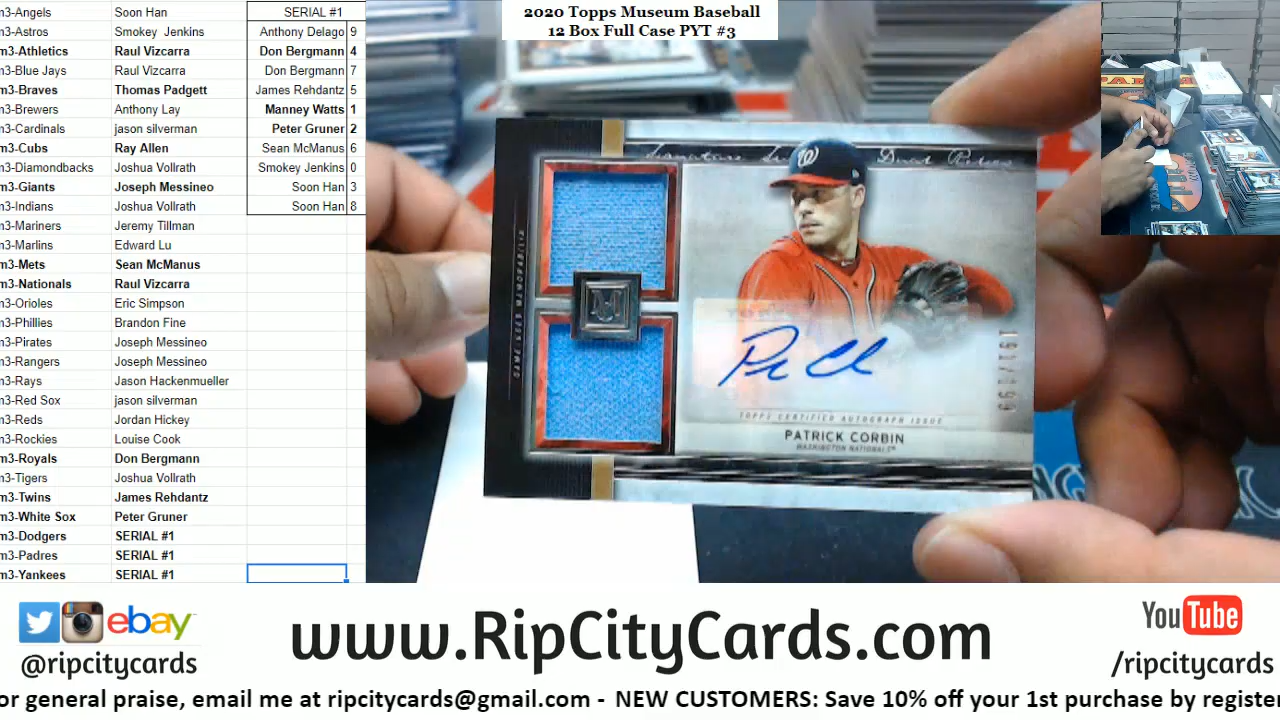 m3-Angels Soon Han SERIAL #1
m3-Astros Smokey Jenkins Anthony Delago 9
m3-Athletics Raul Vizcarra Don Bergmann 4
m3-Blue Jays Raul Vizcarra Don Bergmann 7
m3-Braves Thomas Padgett James Rehdantz 5
m3-Brewers Anthony Lay Manney Watts 1
m3-Cardinals jason silverman Peter Gruner 2
m3-Cubs Ray Allen Sean McManus 6
m3-Diamondbacks Joshua Vollrath Smokey Jenkins 0
m3-Giants Joseph Messineo Soon Han 3
m3-Indians Joshua Vollrath Soon Han 8
m3-Mariners Jeremy Tillman
m3-Marlins Edward Lu
m3-Mets Sean McManus
m3-Nationals Raul Vizcarra
m3-Orioles Eric Simpson
m3-Phillies Brandon Fine
m3-Pirates Joseph Messineo
m3-Rangers Joseph Messineo
m3-Rays Jason Hackenmueller
m3-Red Sox jason silverman
m3-Reds Jordan Hickey
m3-Rockies Louise Cook
m3-Royals Don Bergmann
m3-Tigers Joshua Vollrath
m3-Twins James Rehdantz
m3-White Sox Peter Gruner
m3-Dodgers SERIAL #1
m3-Padres SERIAL #1
m3-Yankees SERIAL #1
2020 Topps Museum Baseball
12 Box Full Case PYT #3
W
M
191/199
TOPPS CERTIFIED AUTOGRAPH ISSUE
PATRICK CORBIN
WASHINGTON NATIONALS
ebay
@ripcitycards
www.RipCityCards.com
YouTube
/ripcitycards
or general praise, email me at ripcitycards@gmail.com - NEW CUSTOMERS: Save 10% off your 1st purchase by register